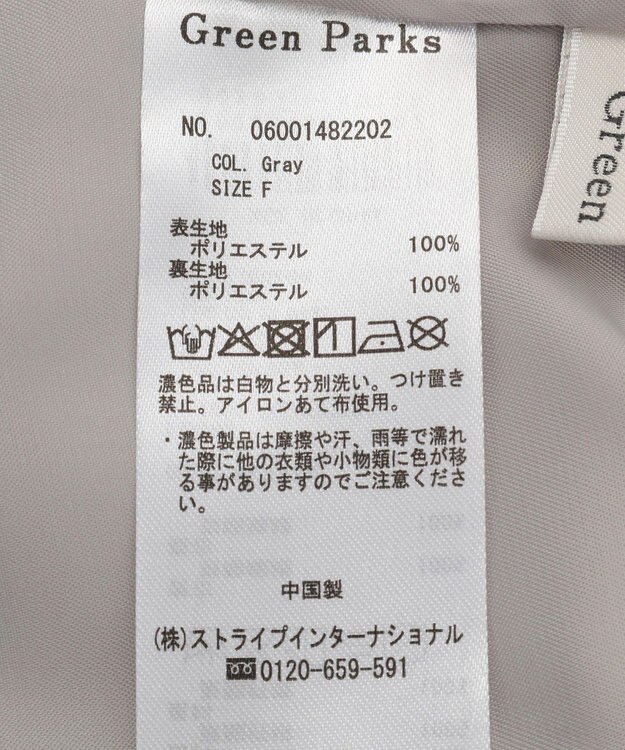 Green Parks
NO. 06001482202
COL. Gray
SIZE F
表生地
ポリエステル 100%
裏生地
ポリエステル 100%
濃色品は白物と分別洗い。つけ置き
禁止。アイロンあて布使用。
・濃色製品は摩擦や汗、雨等で濡れ
た際に他の衣類や小物類に色が移
る事がありますのでご注意くださ
い。
中国製
(株)ストライプインターナショナル
0120-659-591
Green